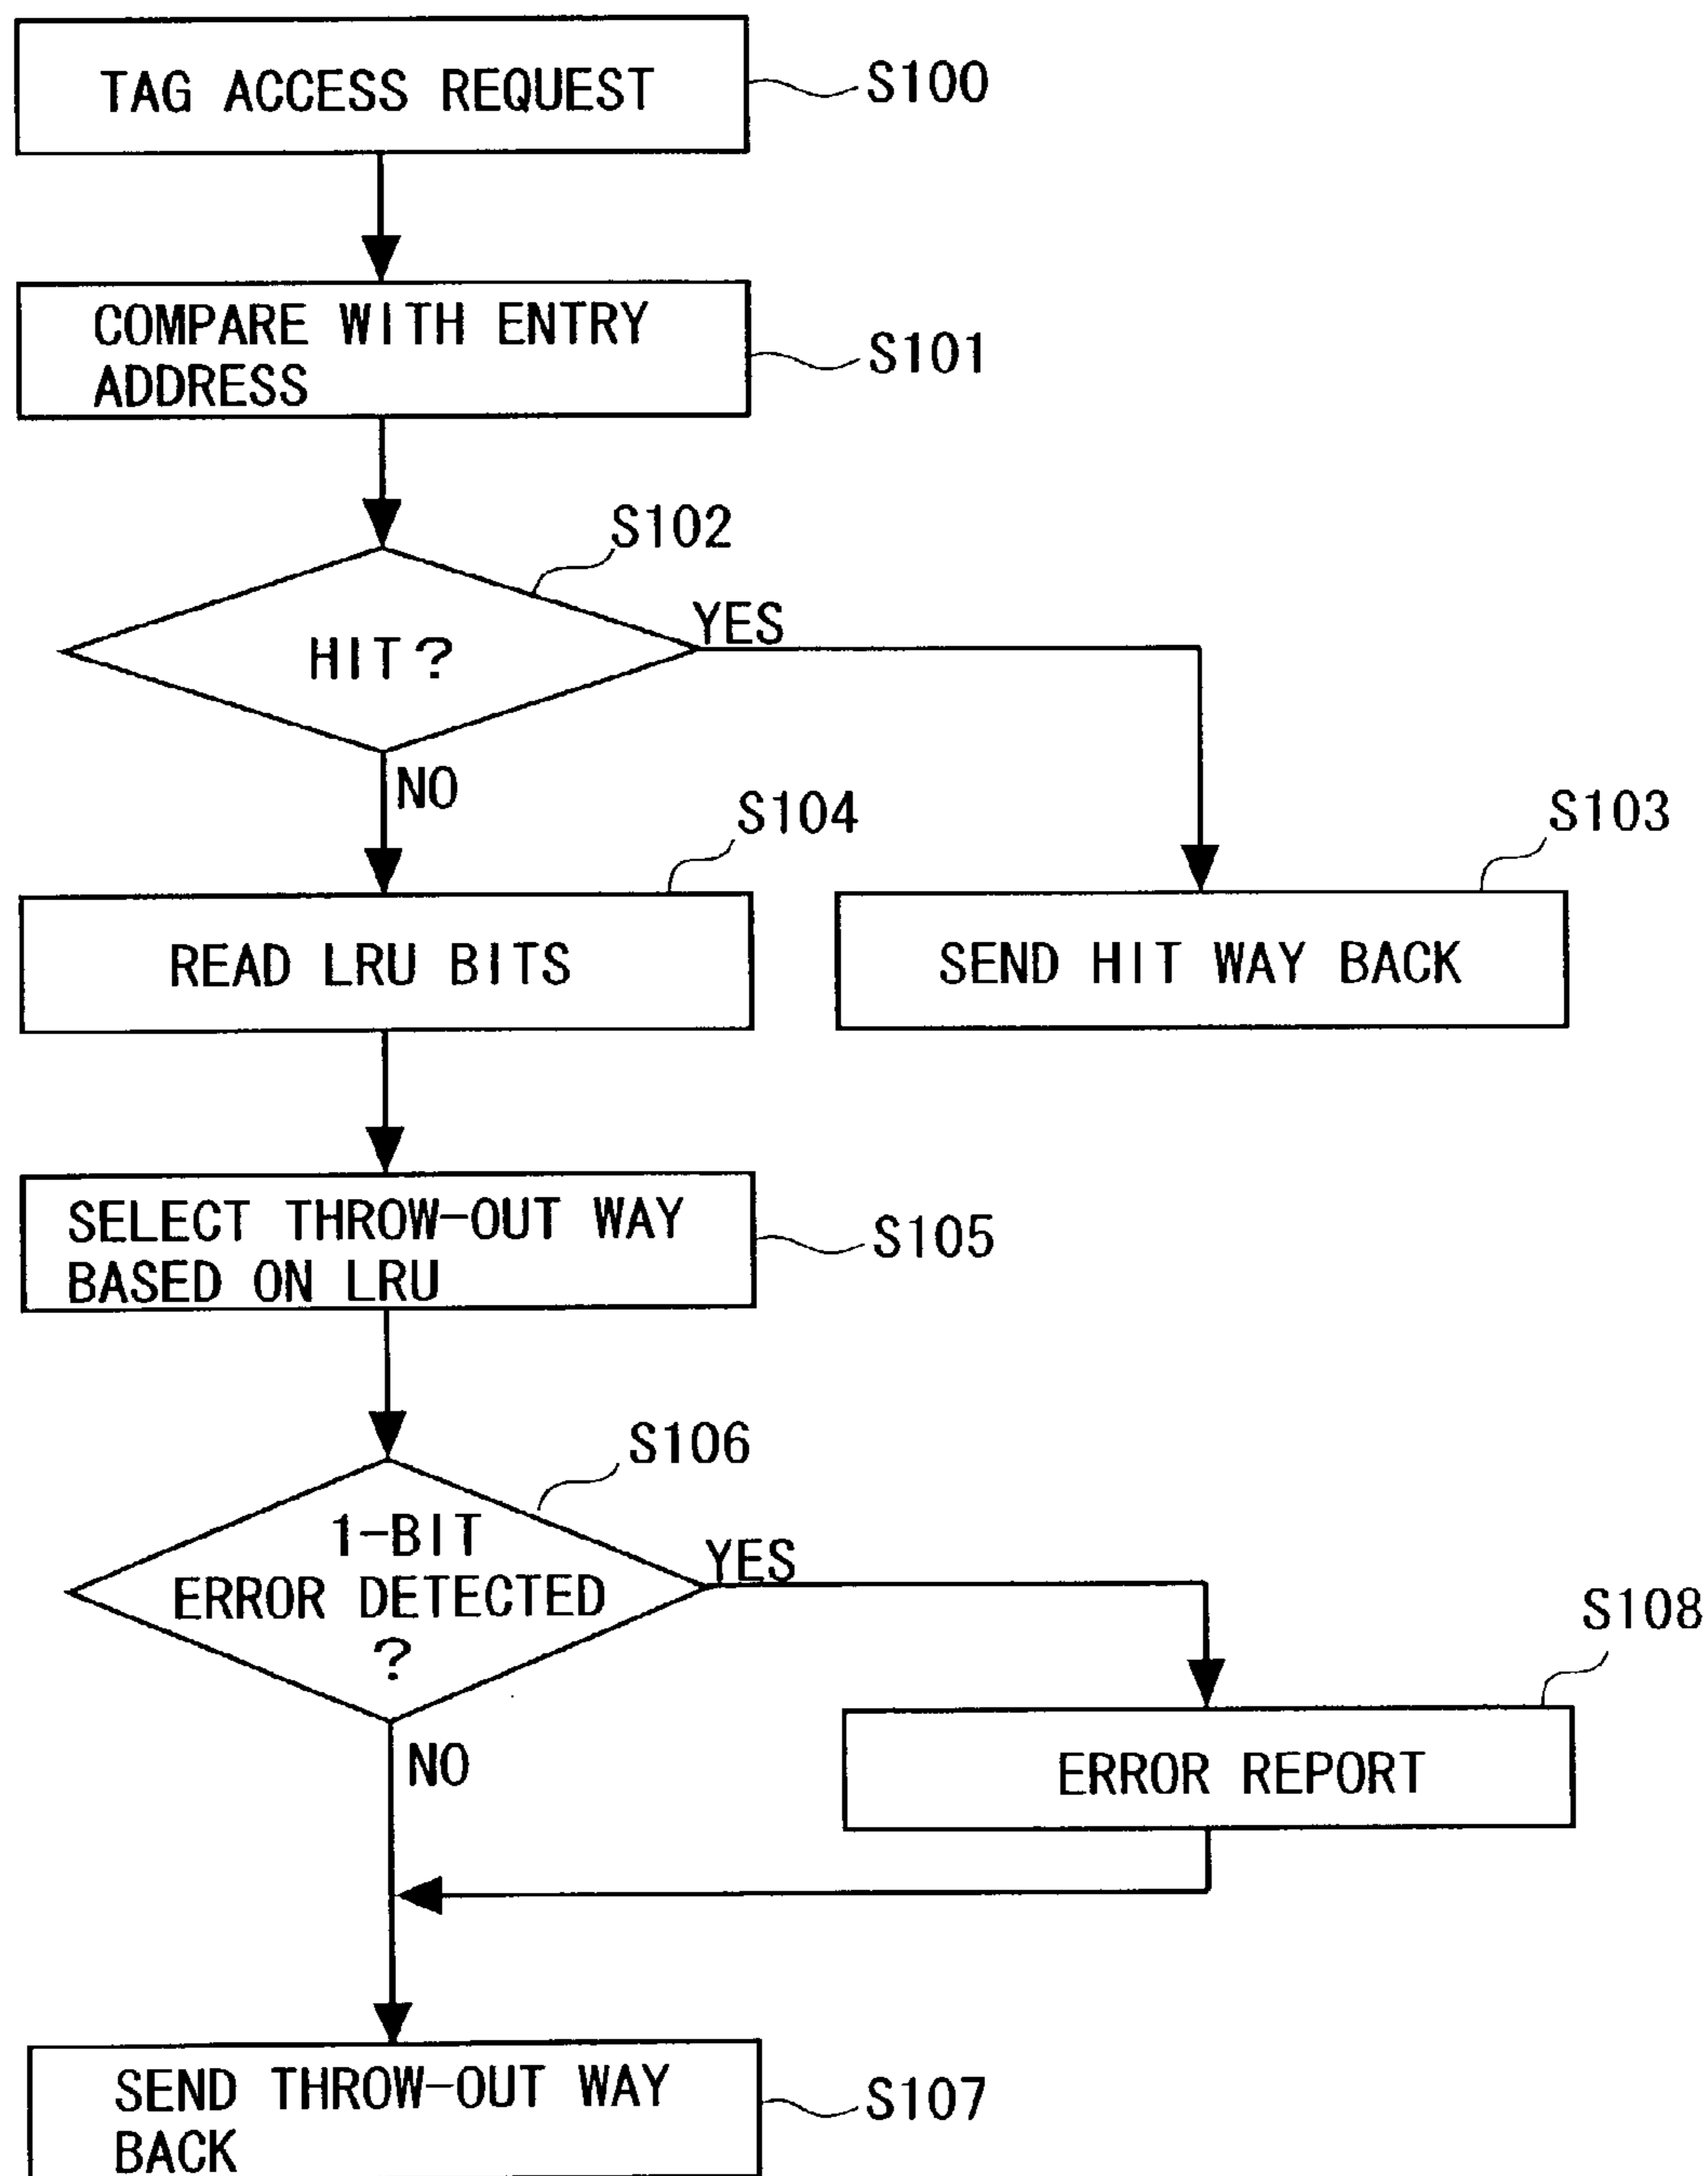 TAG ACCESS REQUEST
S100
COMPARE WITH ENTRY
ADDRESS
S101
S102
HIT?
YES
NO
S104
S103
READ LRU BITS
SEND HIT WAY BACK
SELECT THROW-OUT WAY
BASED ON LRU
S105
S106
1-BIT
ERROR DETECTED
?
YES
S108
NO
ERROR REPORT
SEND THROW-OUT WAY
BACK
S107